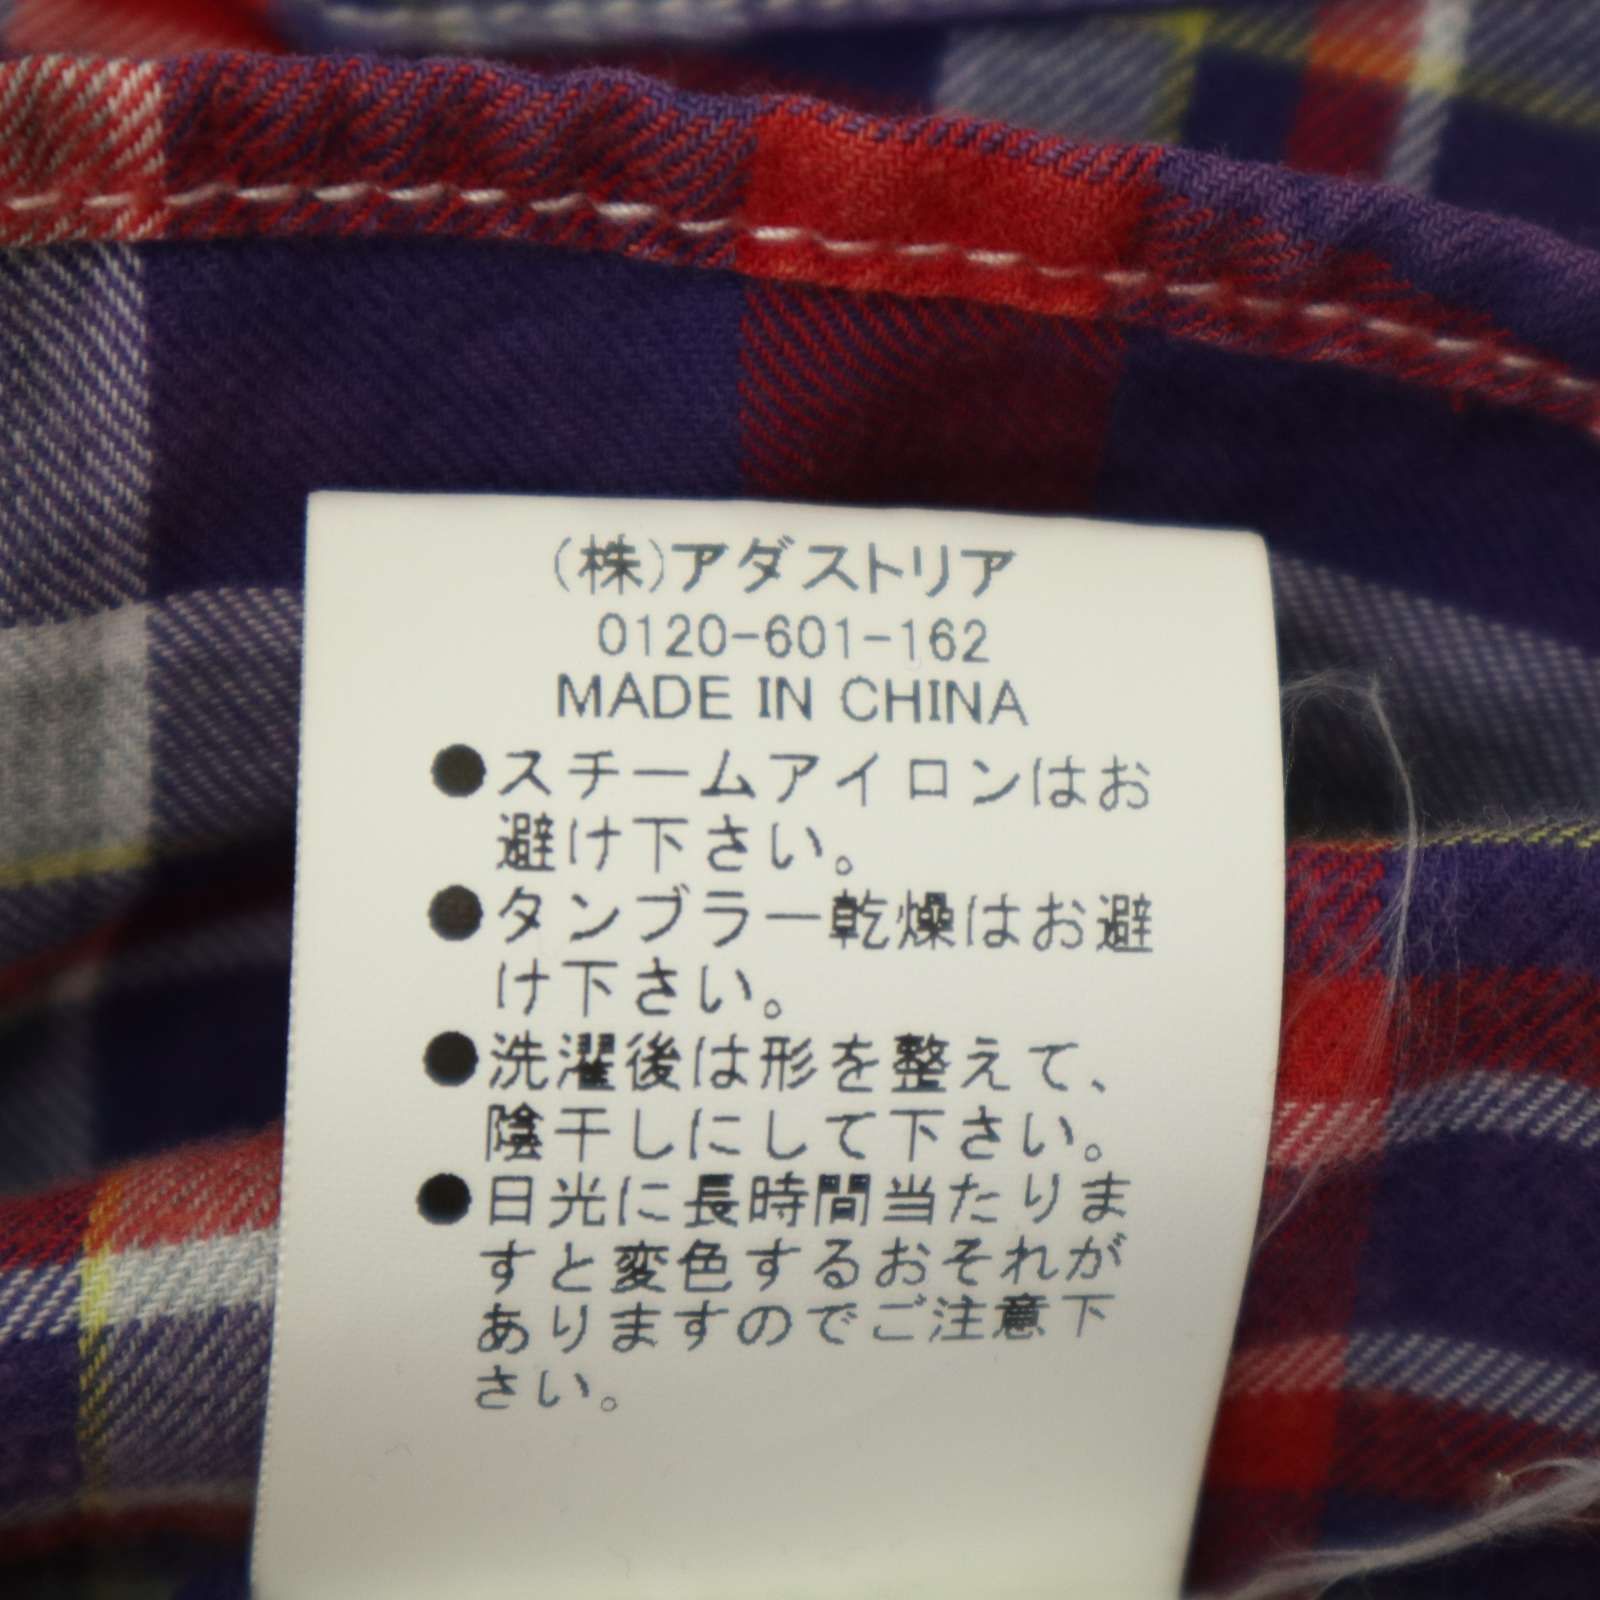 (株)アダストリア
0120-601-162
MADE IN CHINA
●スチームアイロンはお
避け下さい。
●タンブラー乾燥はお避
け下さい。
●洗濯後は形を整えて、
陰干しにして下さい。
●日光に長時間当たりま
すと変色するおそれが
ありますのでご注意下
さい。